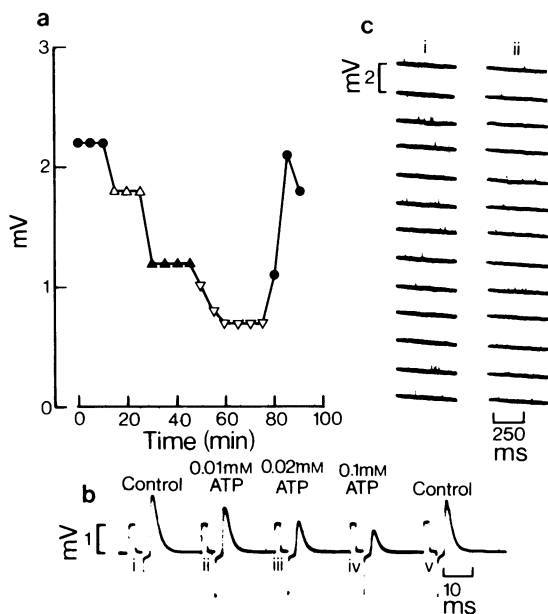 a
3
2
1
0
mV
0 20 40 60 80 100
Time (min)
c
i ii
mV 2
250
ms
b
Control 0.01mM ATP 0.02mM ATP 0.1mM ATP Control
mV 1
i ii iii iv v
10
ms